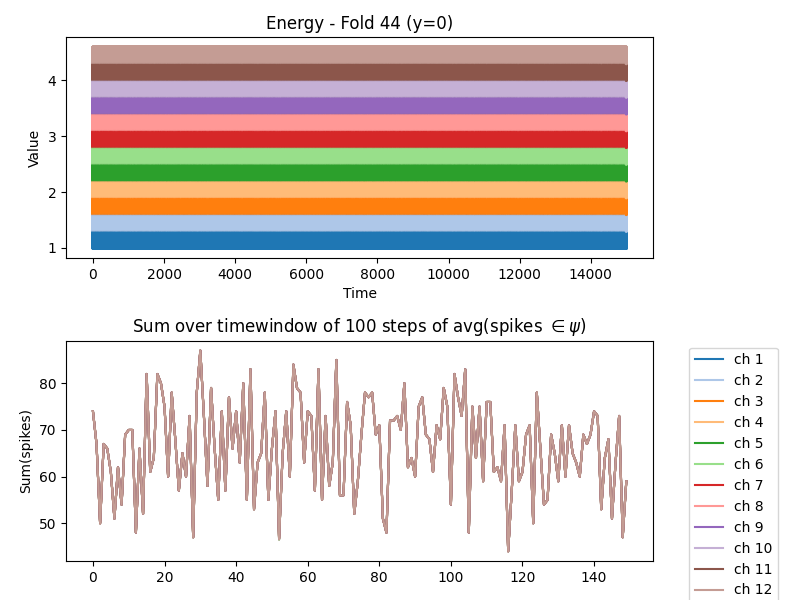 Energy - Fold 44 (y=0)
Value
4
3
2
1
0 2000 4000 6000 8000 10000 12000 14000
Time
Sum over timewindow of 100 steps of avg(spikes ∈ ψ)
Sum(spikes)
80
70
60
50
0 20 40 60 80 100 120 140
ch 1
ch 2
ch 3
ch 4
ch 5
ch 6
ch 7
ch 8
ch 9
ch 10
ch 11
ch 12